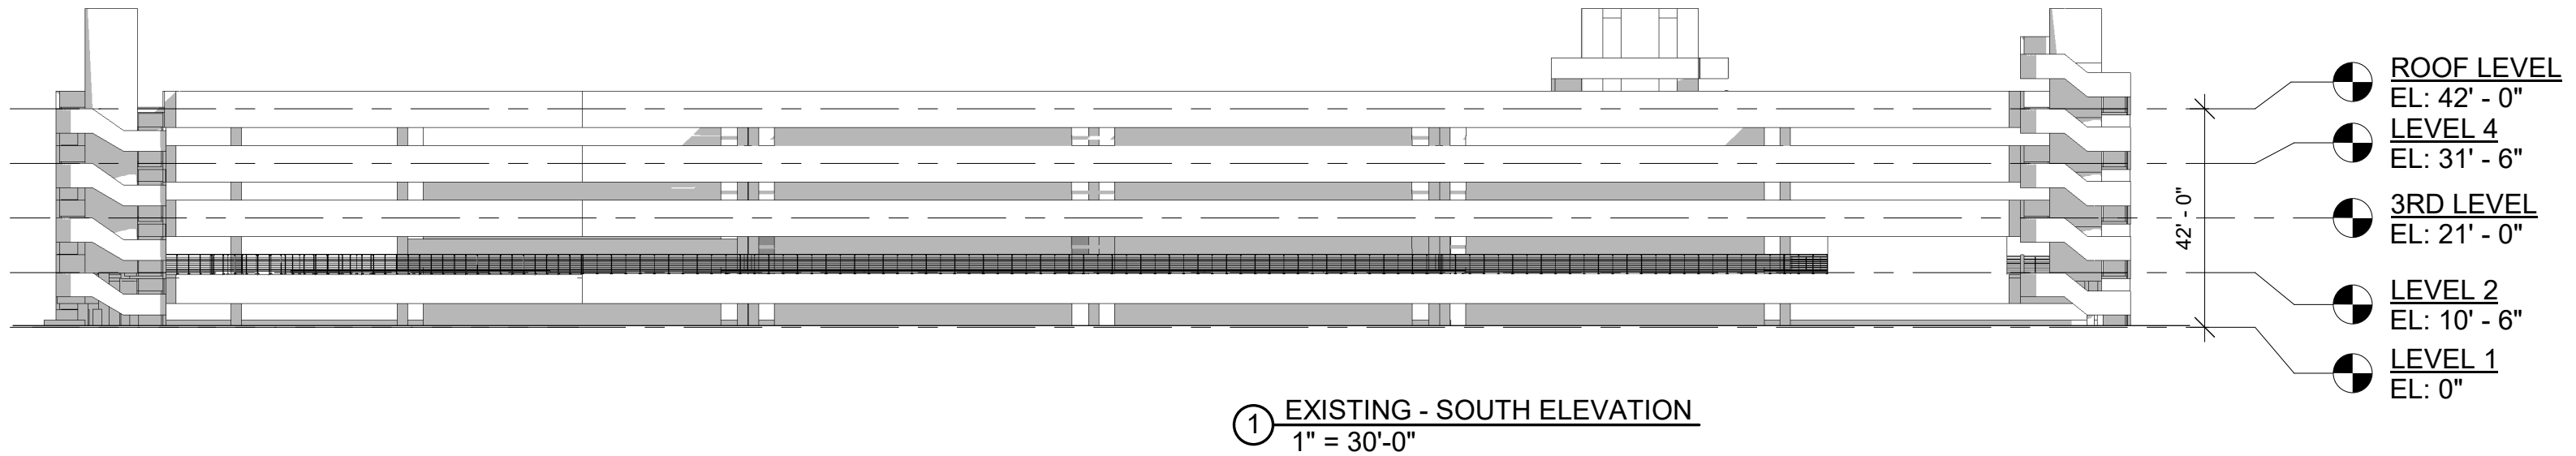 ROOF LEVEL
EL: 42' - 0"
LEVEL 4
EL: 31' - 6"
3RD LEVEL
EL: 21' - 0"
42' - 0"
LEVEL 2
EL: 10' - 6"
LEVEL 1
EL: 0"
1 EXISTING - SOUTH ELEVATION
1" = 30'-0"